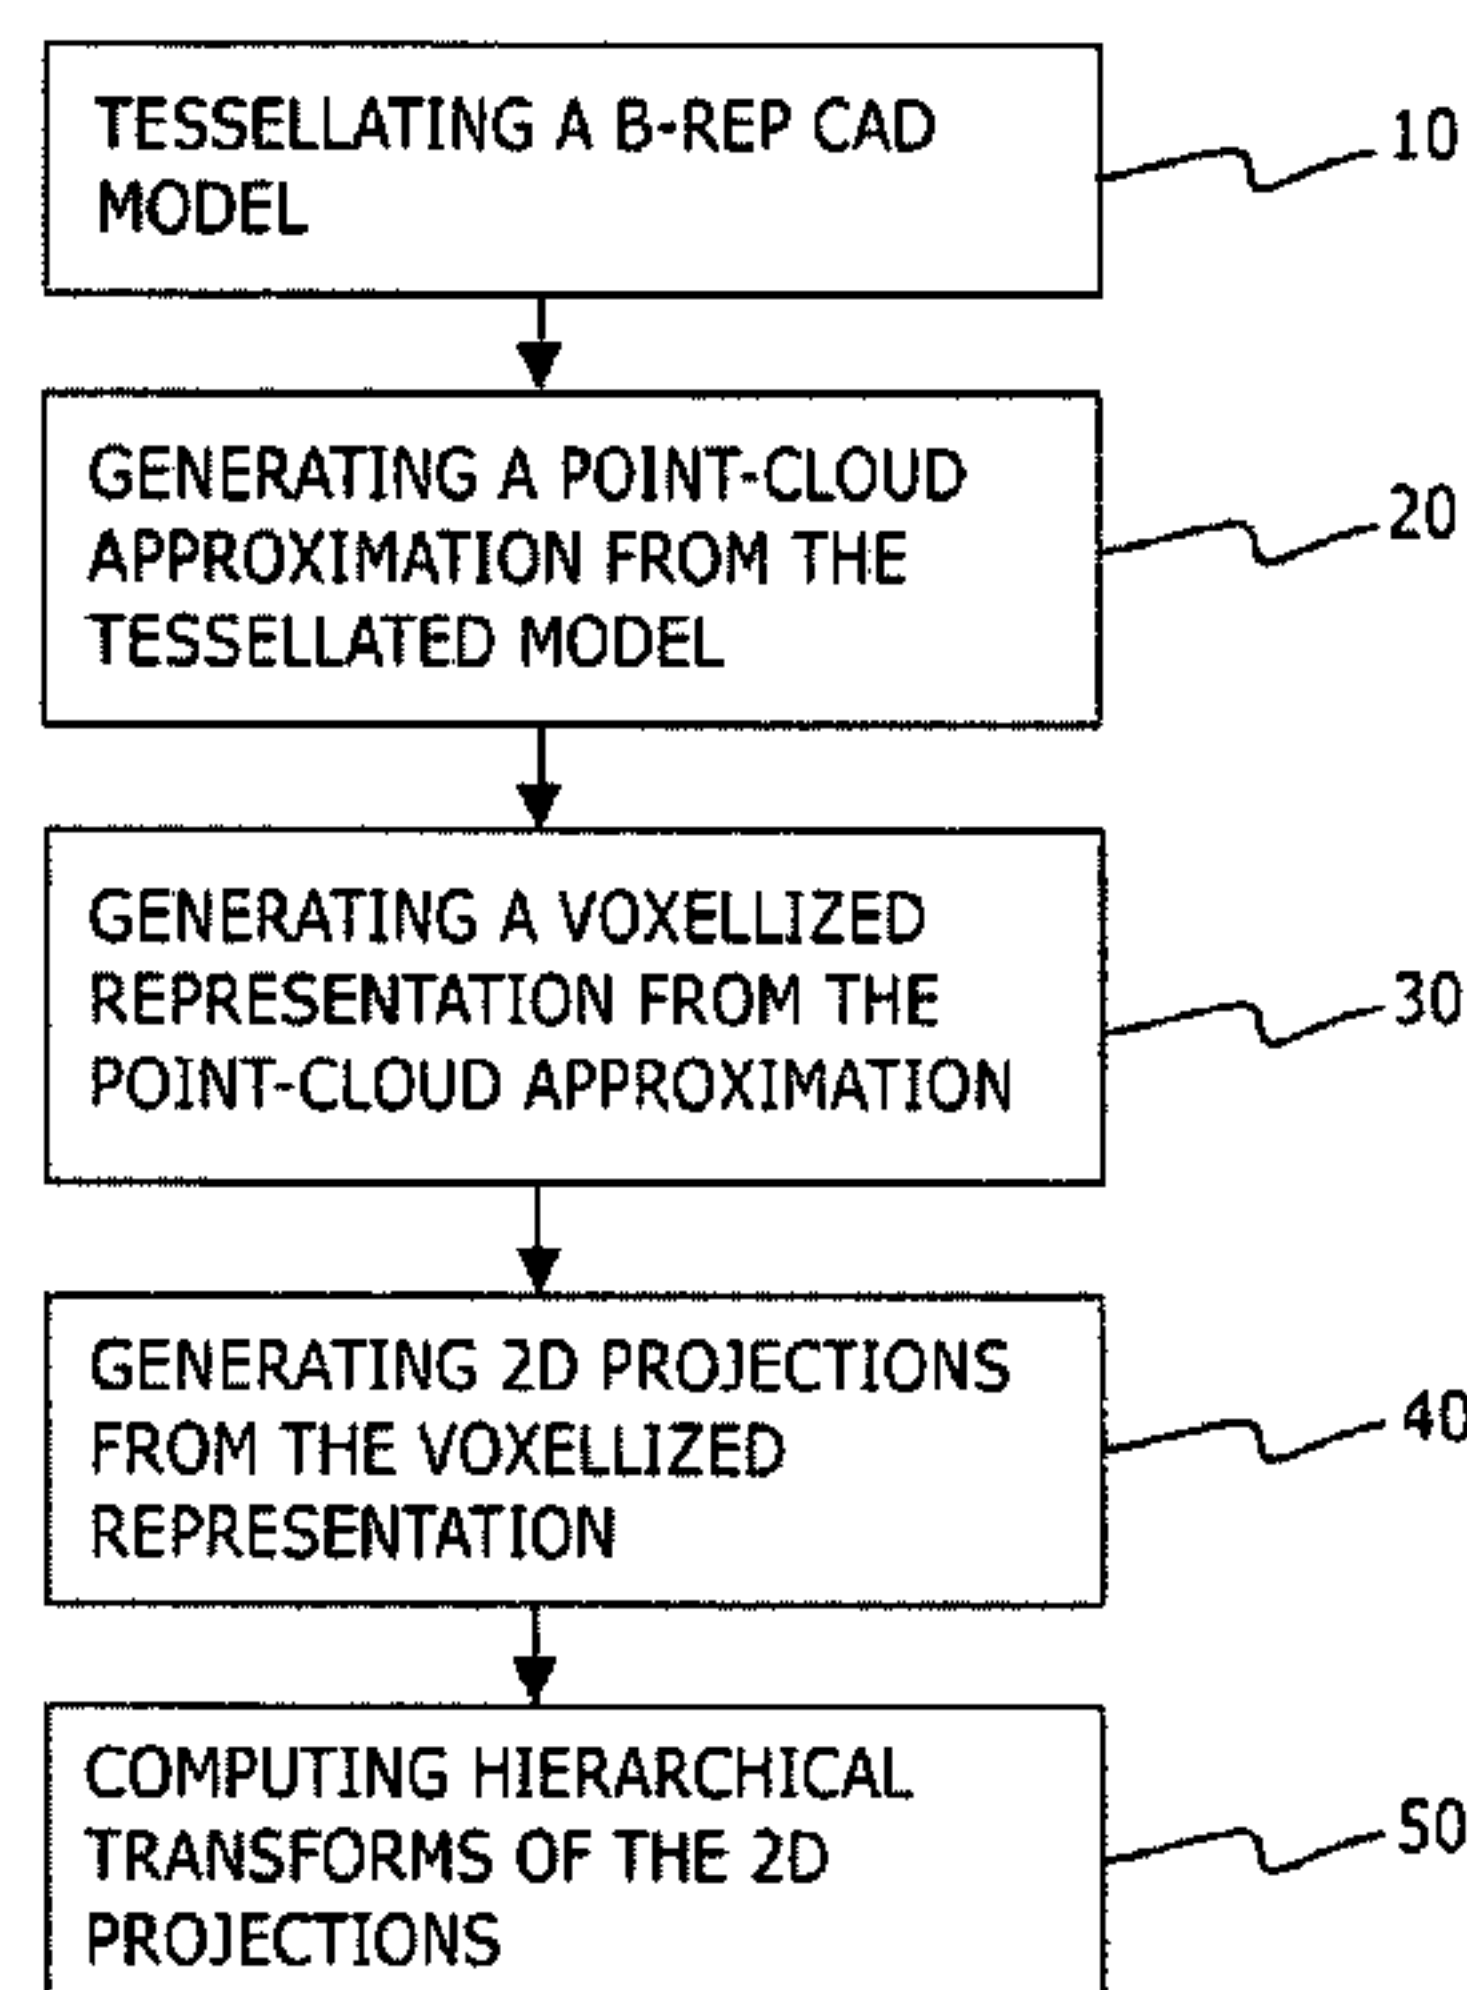 TESSELLATING A B-REP CAD
MODEL
10
GENERATING A POINT-CLOUD
APPROXIMATION FROM THE
TESSELLATED MODEL
20
GENERATING A VOXELLIZED
REPRESENTATION FROM THE
POINT-CLOUD APPROXIMATION
30
GENERATING 2D PROJECTIONS
FROM THE VOXELLIZED
REPRESENTATION
40
COMPUTING HIERARCHICAL
TRANSFORMS OF THE 2D
PROJECTIONS
50